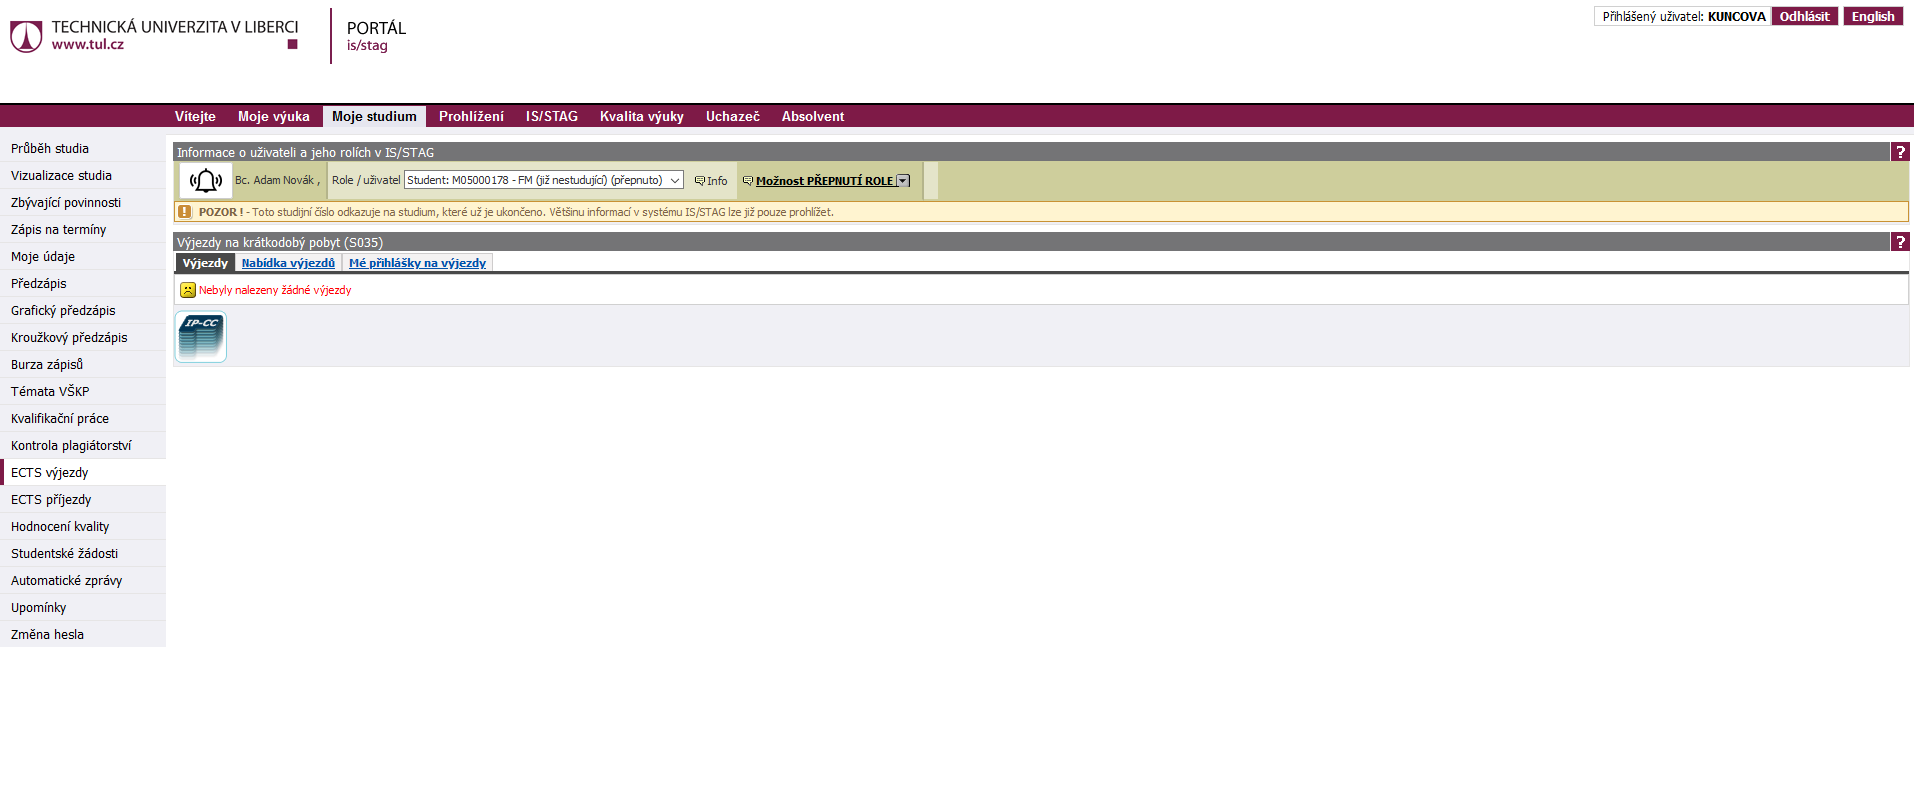 TECHNICKÁ UNIVERZITA V LIBERCI
www.tul.cz
PORTÁL
is/stag
Přihlášený uživatel: KUNCOVA Odhlásit English
Vítejte Moje výuka Moje studium Prohlížení IS/STAG Kvalita výuky Uchazeč Absolvent
Průběh studia
Vizualizace studia
Zbývající povinnosti
Zápis na termíny
Moje údaje
Předzápis
Grafický předzápis
Kroužkový předzápis
Burza zápisů
Témata VŠKP
Kvalifikační práce
Kontrola plagiátorství
ECTS výjezdy
ECTS příjezdy
Hodnocení kvality
Studentské žádosti
Automatické zprávy
Upomínky
Změna hesla
Informace o uživateli a jeho rolích v IS/STAG ?
Bc. Adam Novák , Role / uživatel Student: M05000178 - FM (již nestudující) (přepnuto) Info Možnost PŘEPNUTÍ ROLE
! POZOR ! - Toto studijní číslo odkazuje na studium, které už je ukončeno. Většinu informací v systému IS/STAG lze již pouze prohlížet.
Výjezdy na krátkodobý pobyt (S035) ?
Výjezdy Nabídka výjezdů Mé přihlášky na výjezdy
Nebyly nalezeny žádné výjezdy
IP-CC